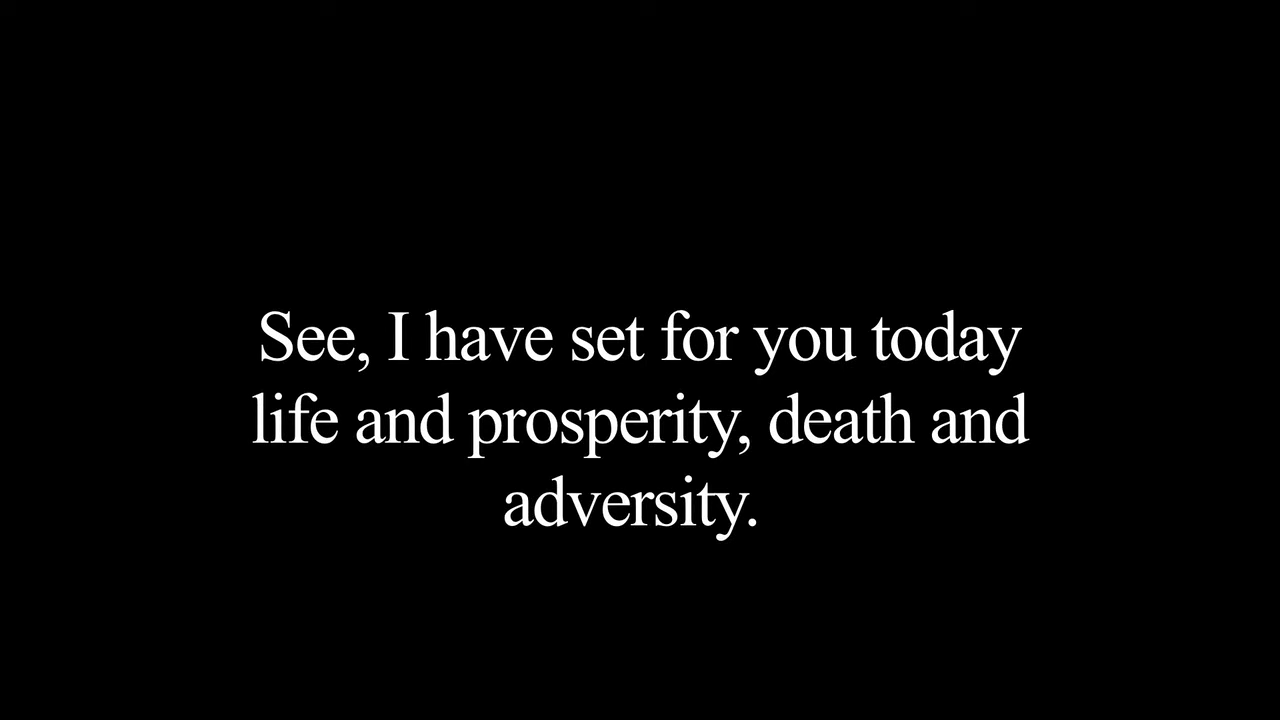 See, I have set for you today
life and prosperity, death and
adversity.